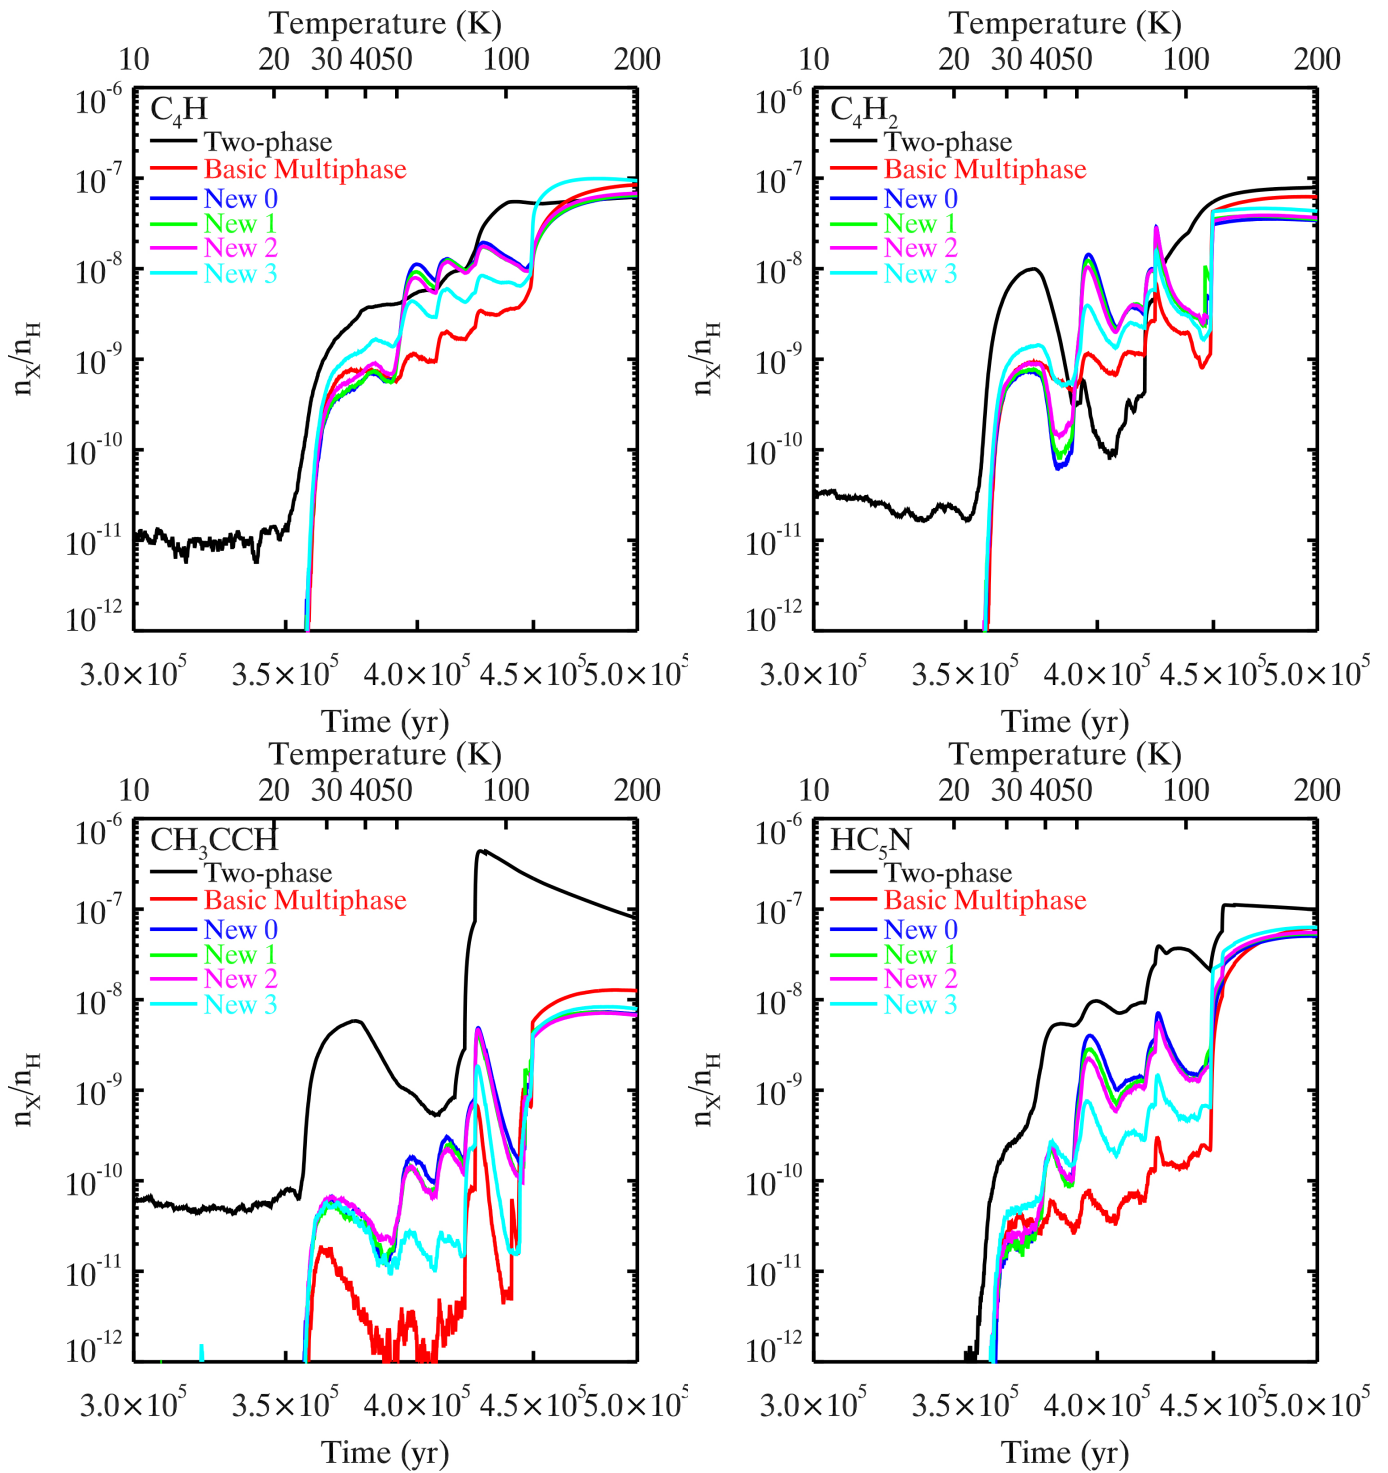 Temperature (K)
10 20 30 40 50 100 200
C4H
Two-phase
Basic Multiphase
New 0
New 1
New 2
New 3
10^-6
10^-7
10^-8
10^-9
10^-10
10^-11
10^-12
nX/nH
3.0×10^5 3.5×10^5 4.0×10^5 4.5×10^5 5.0×10^5
Time (yr)
Temperature (K)
10 20 30 40 50 100 200
C4H2
Two-phase
Basic Multiphase
New 0
New 1
New 2
New 3
10^-6
10^-7
10^-8
10^-9
10^-10
10^-11
10^-12
nX/nH
3.0×10^5 3.5×10^5 4.0×10^5 4.5×10^5 5.0×10^5
Time (yr)
Temperature (K)
10 20 30 40 50 100 200
CH3CCH
Two-phase
Basic Multiphase
New 0
New 1
New 2
New 3
10^-6
10^-7
10^-8
10^-9
10^-10
10^-11
10^-12
nX/nH
3.0×10^5 3.5×10^5 4.0×10^5 4.5×10^5 5.0×10^5
Time (yr)
Temperature (K)
10 20 30 40 50 100 200
HC5N
Two-phase
Basic Multiphase
New 0
New 1
New 2
New 3
10^-6
10^-7
10^-8
10^-9
10^-10
10^-11
10^-12
nX/nH
3.0×10^5 3.5×10^5 4.0×10^5 4.5×10^5 5.0×10^5
Time (yr)